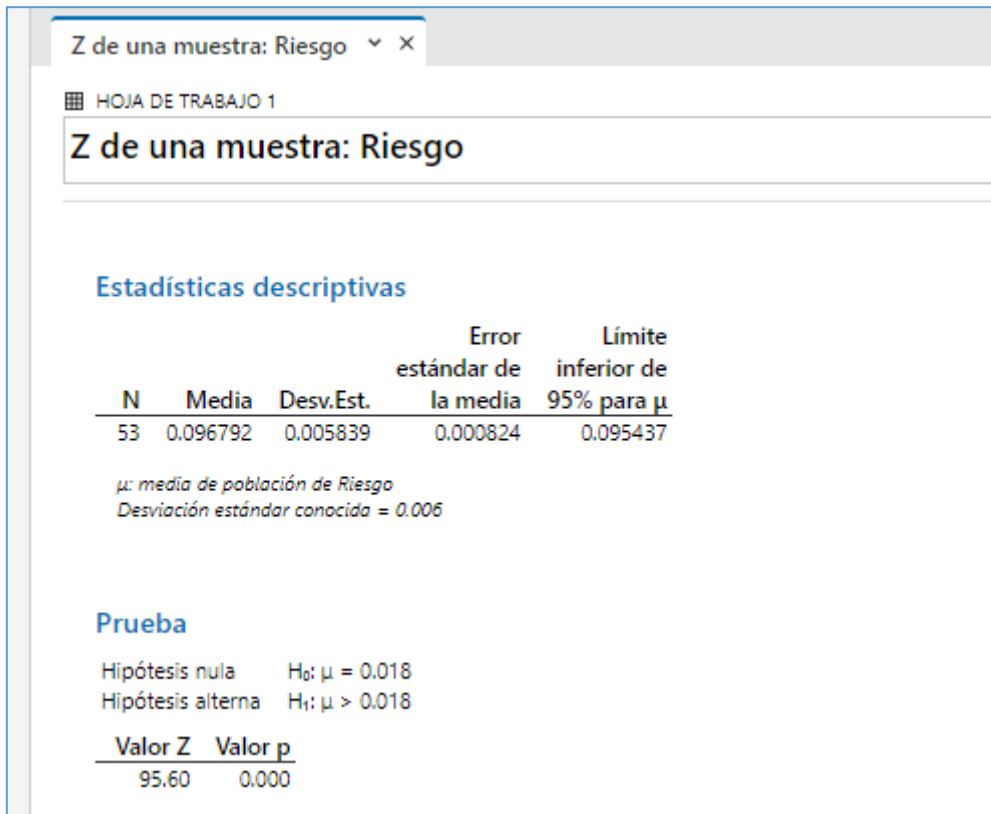 Z de una muestra: Riesgo
HOJA DE TRABAJO 1
Z de una muestra: Riesgo
Estadísticas descriptivas
Error Límite
estándar de inferior de
N Media Desv.Est. la media 95% para μ
53 0.096792 0.005839 0.000824 0.095437
μ: media de población de Riesgo
Desviación estándar conocida = 0.006
Prueba
Hipótesis nula H₀: μ = 0.018
Hipótesis alterna H₁: μ > 0.018
Valor Z Valor p
95.60 0.000